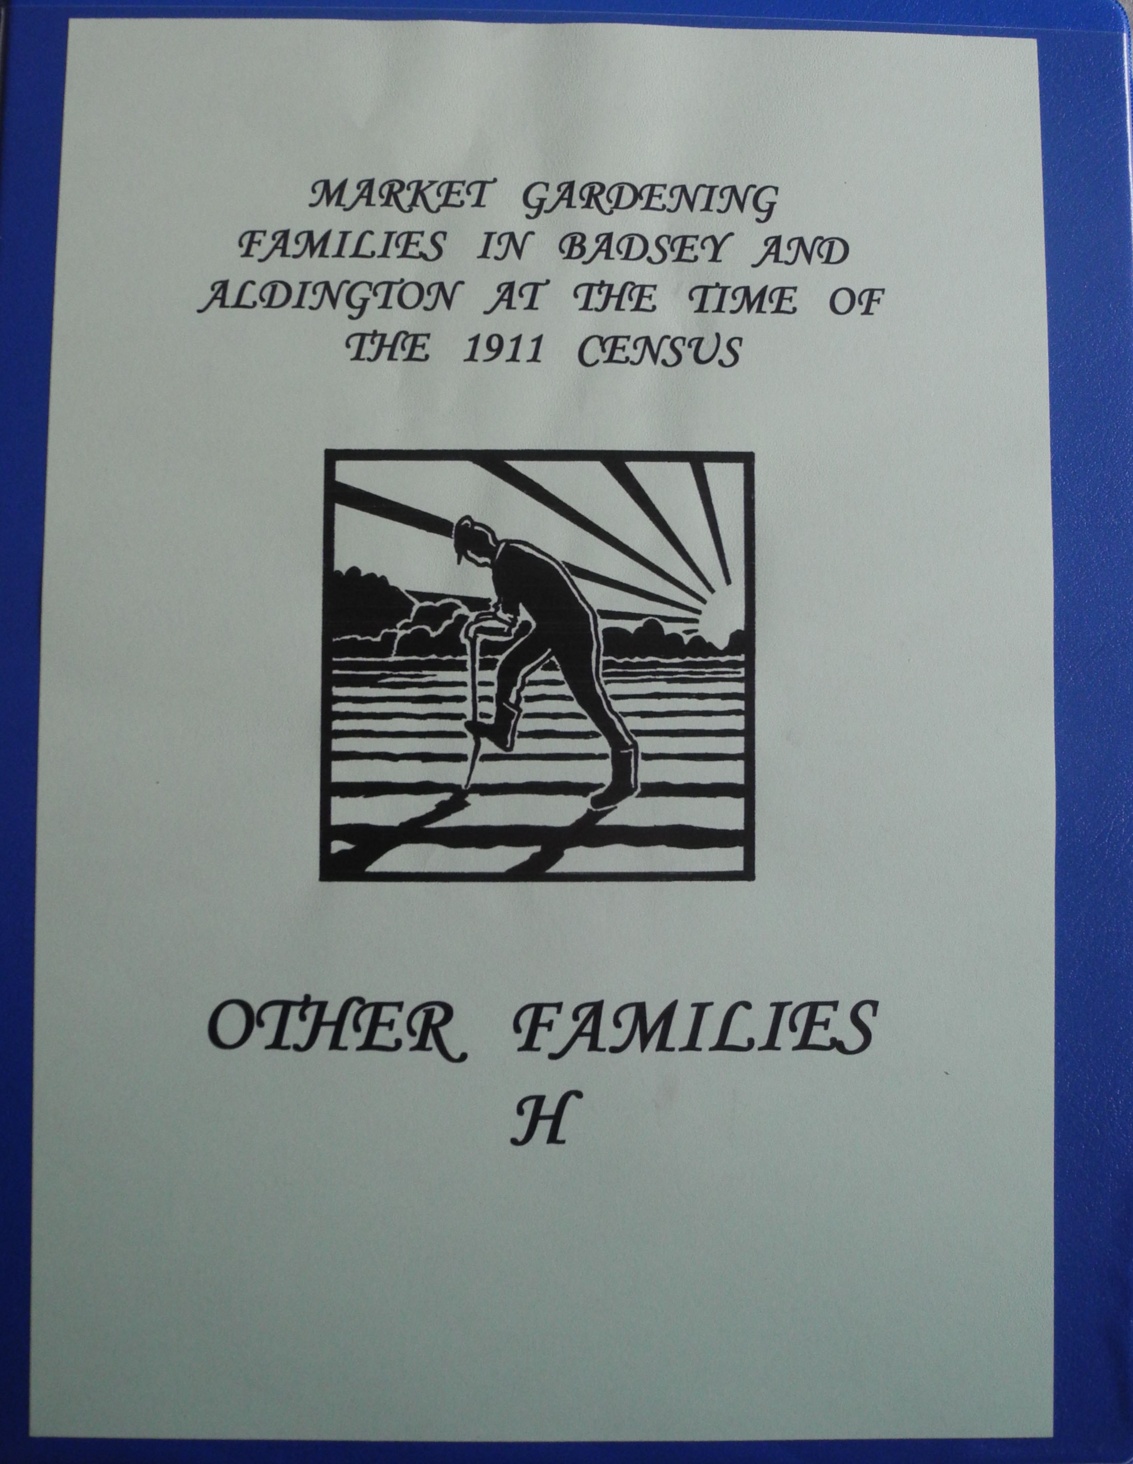 MARKET GARDENING
FAMILIES IN BADSEY AND
ALDINGTON AT THE TIME OF
THE 1911 CENSUS
OTHER FAMILIES
H